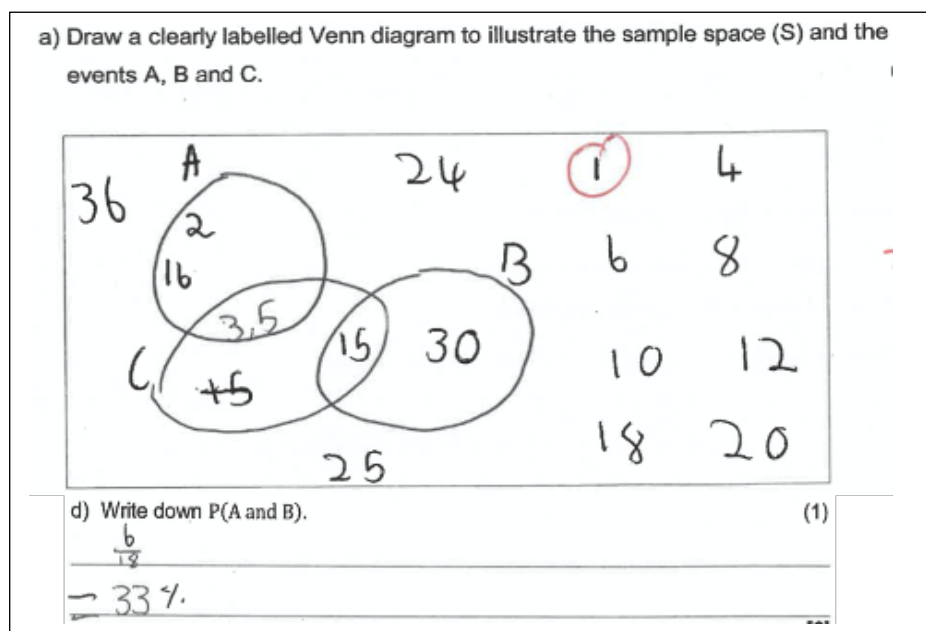 a) Draw a clearly labelled Venn diagram to illustrate the sample space (S) and the
events A, B and C.
A 24 1 4
36
2 B 6 8
16
3,5 15 30 10 12
C
18 20
25
d) Write down P(A and B). (1)
6
18
= 33 %